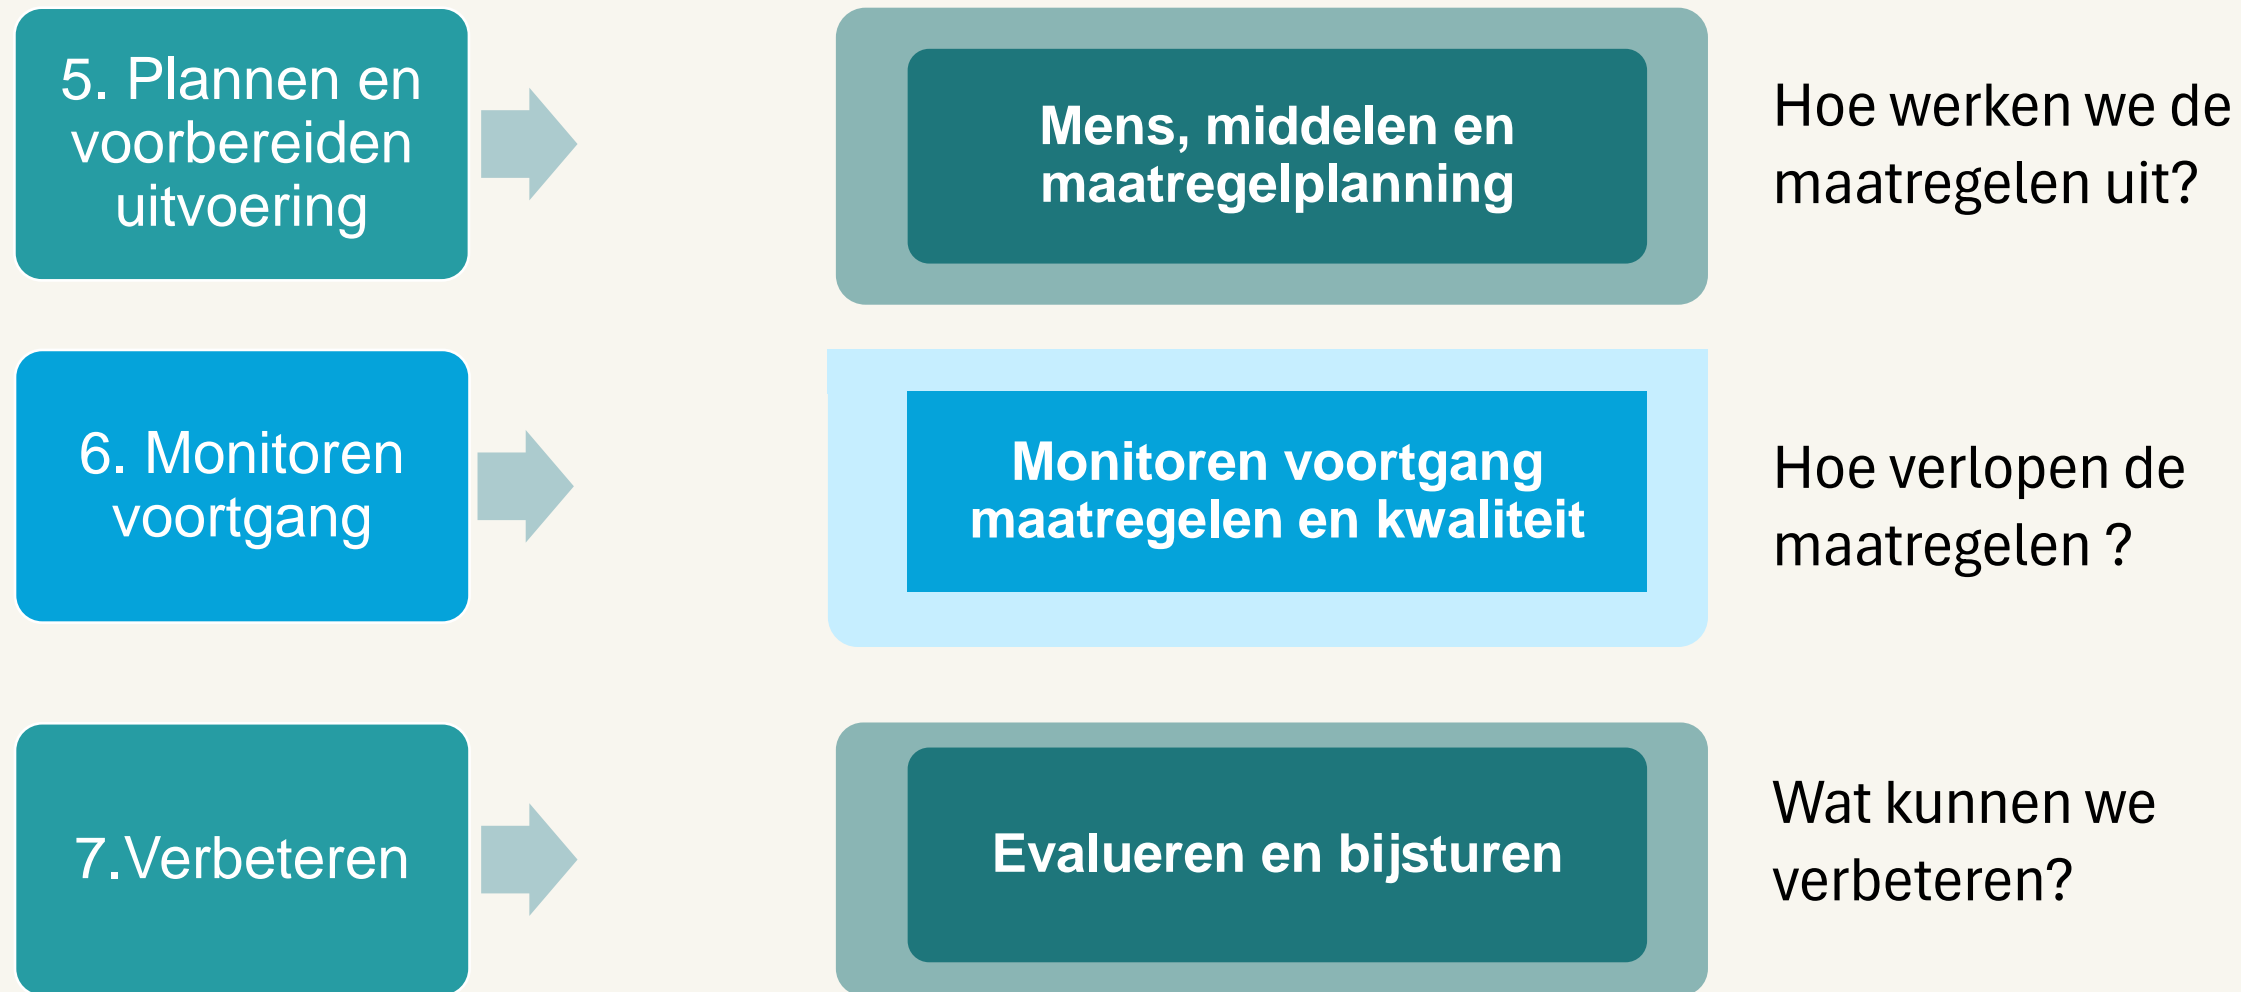 5. Plannen en
voorbereiden
uitvoering
Mens, middelen en
maatregelplanning
Hoe werken we de
maatregelen uit?
6. Monitoren
voortgang
Monitoren voortgang
maatregelen en kwaliteit
Hoe verlopen de
maatregelen ?
7.Verbeteren
Evalueren en bijsturen
Wat kunnen we
verbeteren?